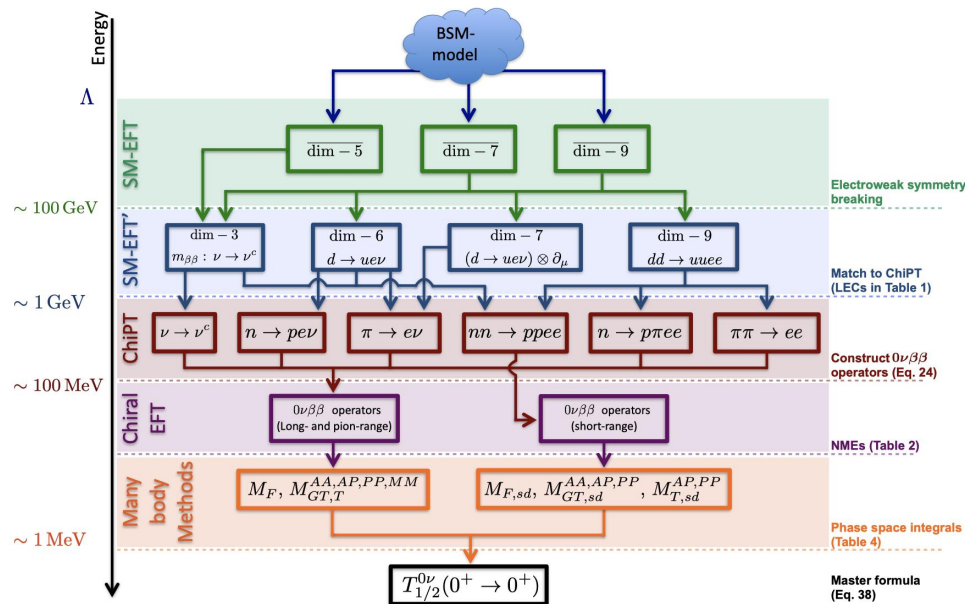 Energy
BSM-
model
Λ
SM-EFT
dim − 5
dim − 7
dim − 9
Electroweak symmetry
breaking
∼ 100 GeV
SM-EFT'
dim − 3
m_{ββ} : ν → ν^c
dim − 6
d → ueν
dim − 7
(d → ueν) ⊗ ∂_μ
dim − 9
dd → uuee
Match to ChiPT
(LECs in Table 1)
∼ 1 GeV
ChiPT
ν → ν^c
n → peν
π → eν
nn → ppee
n → pπee
ππ → ee
Construct 0νββ
operators (Eq. 24)
∼ 100 MeV
Chiral
EFT
0νββ operators
(Long- and pion-range)
0νββ operators
(short-range)
NMEs (Table 2)
Many
body
Methods
M_F, M_{GT,T}^{AA,AP,PP,MM}
M_{F,sd}, M_{GT,sd}^{AA,AP,PP}, M_{T,sd}^{AP,PP}
Phase space integrals
(Table 4)
∼ 1 MeV
T_{1/2}^{0ν}(0^+ → 0^+)
Master formula
(Eq. 38)